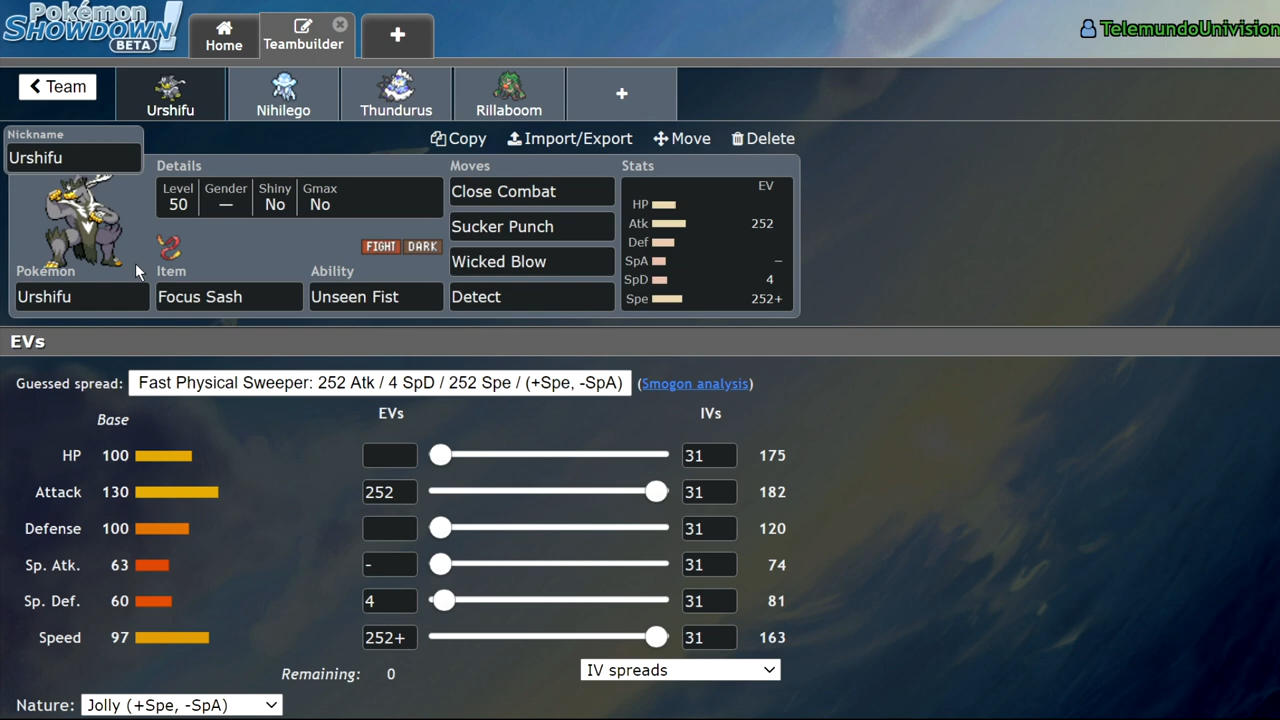 Pokémon
SHOWDOWN!
BETA
Home
Teambuilder
+
TelemundoUnivision
Team
Urshifu
Nihilego
Thundurus
Rillaboom
+
Copy Import/Export Move Delete
Nickname
Urshifu
Details
Level Gender Shiny Gmax
50 — No No
FIGHT DARK
Pokémon
Urshifu
Item
Focus Sash
Ability
Unseen Fist
Moves
Close Combat
Sucker Punch
Wicked Blow
Detect
Stats
EV
HP
Atk 252
Def
SpA –
SpD 4
Spe 252+
EVs
Guessed spread: Fast Physical Sweeper: 252 Atk / 4 SpD / 252 Spe / (+Spe, -SpA) (Smogon analysis)
Base EVs IVs
HP 100 31 175
Attack 130 252 31 182
Defense 100 31 120
Sp. Atk. 63 - 31 74
Sp. Def. 60 4 31 81
Speed 97 252+ 31 163
Remaining: 0 IV spreads
Nature: Jolly (+Spe, -SpA)